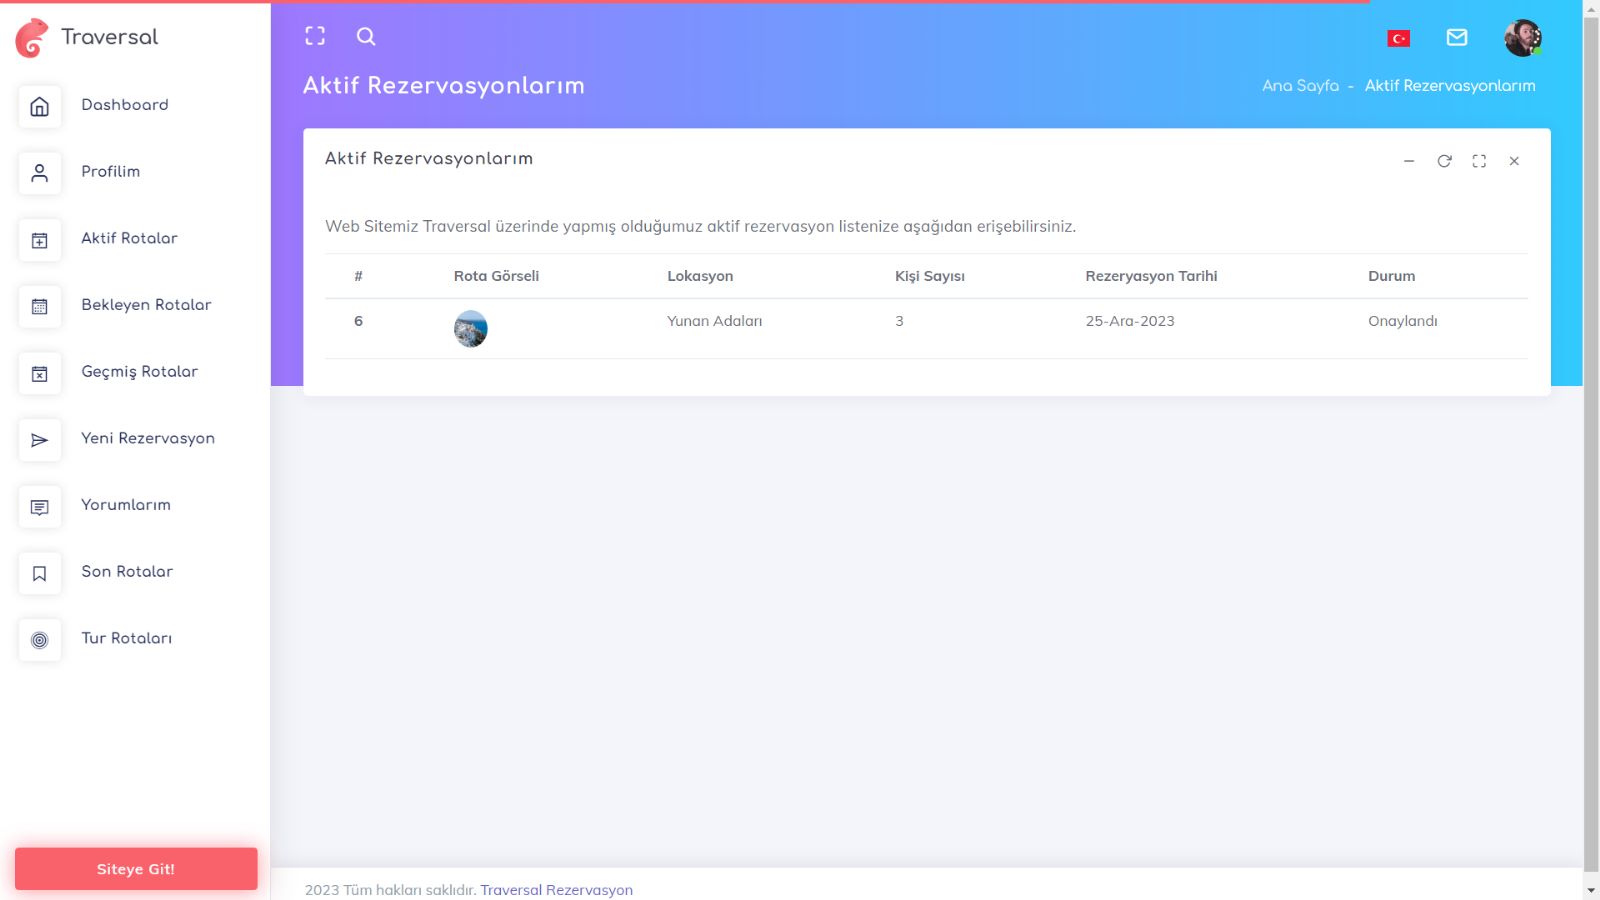 Traversal
Dashboard
Profilim
Aktif Rotalar
Bekleyen Rotalar
Geçmiş Rotalar
Yeni Rezervasyon
Yorumlarım
Son Rotalar
Tur Rotaları
Siteye Git!
Aktif Rezervasyonlarım
Ana Sayfa - Aktif Rezervasyonlarım
Aktif Rezervasyonlarım
Web Sitemiz Traversal üzerinde yapmış olduğumuz aktif rezervasyon listenize aşağıdan erişebilirsiniz.
# Rota Görseli Lokasyon Kişi Sayısı Rezeryasyon Tarihi Durum
6 Yunan Adaları 3 25-Ara-2023 Onaylandı
2023 Tüm hakları saklıdır. Traversal Rezervasyon